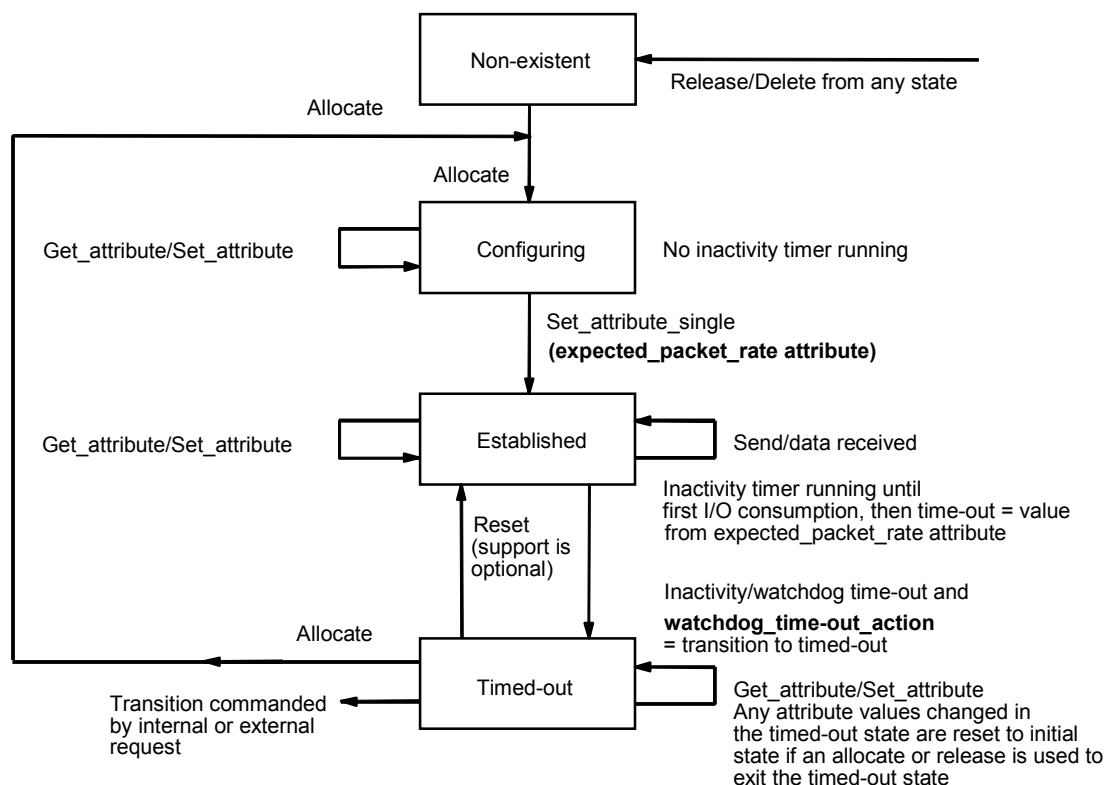 Non-existent
Release/Delete from any state
Allocate
Allocate
Get_attribute/Set_attribute
Configuring
No inactivity timer running
Set_attribute_single
(expected_packet_rate attribute)
Get_attribute/Set_attribute
Established
Send/data received
Inactivity timer running until
first I/O consumption, then time-out = value
from expected_packet_rate attribute
Reset
(support is
optional)
Inactivity/watchdog time-out and
watchdog_time-out_action
= transition to timed-out
Allocate
Timed-out
Transition commanded
by internal or external
request
Get_attribute/Set_attribute
Any attribute values changed in
the timed-out state are reset to initial
state if an allocate or release is used to
exit the timed-out state